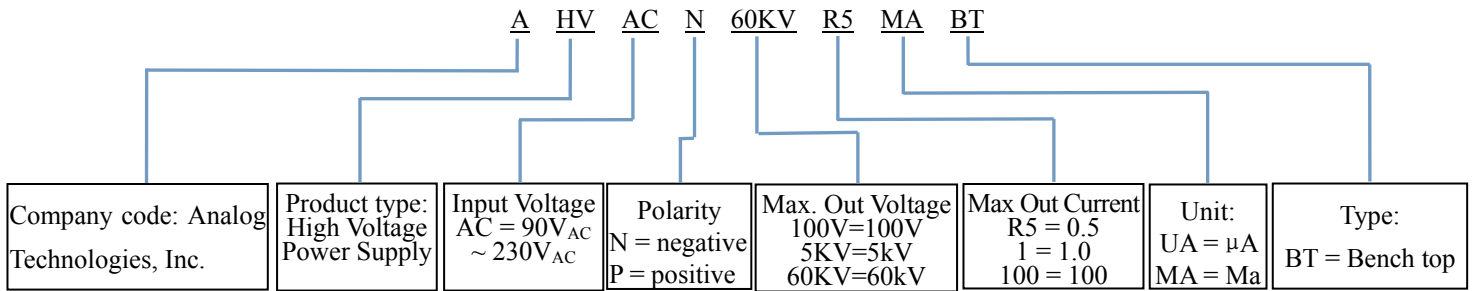 A HV AC N 60KV R5 MA BT
Company code: Analog
Technologies, Inc.
Product type:
High Voltage
Power Supply
Input Voltage
AC = 90VAC
~ 230VAC
Polarity
N = negative
P = positive
Max. Out Voltage
100V=100V
5KV=5kV
60KV=60kV
Max Out Current
R5 = 0.5
1 = 1.0
100 = 100
Unit:
UA = μA
MA = Ma
Type:
BT = Bench top